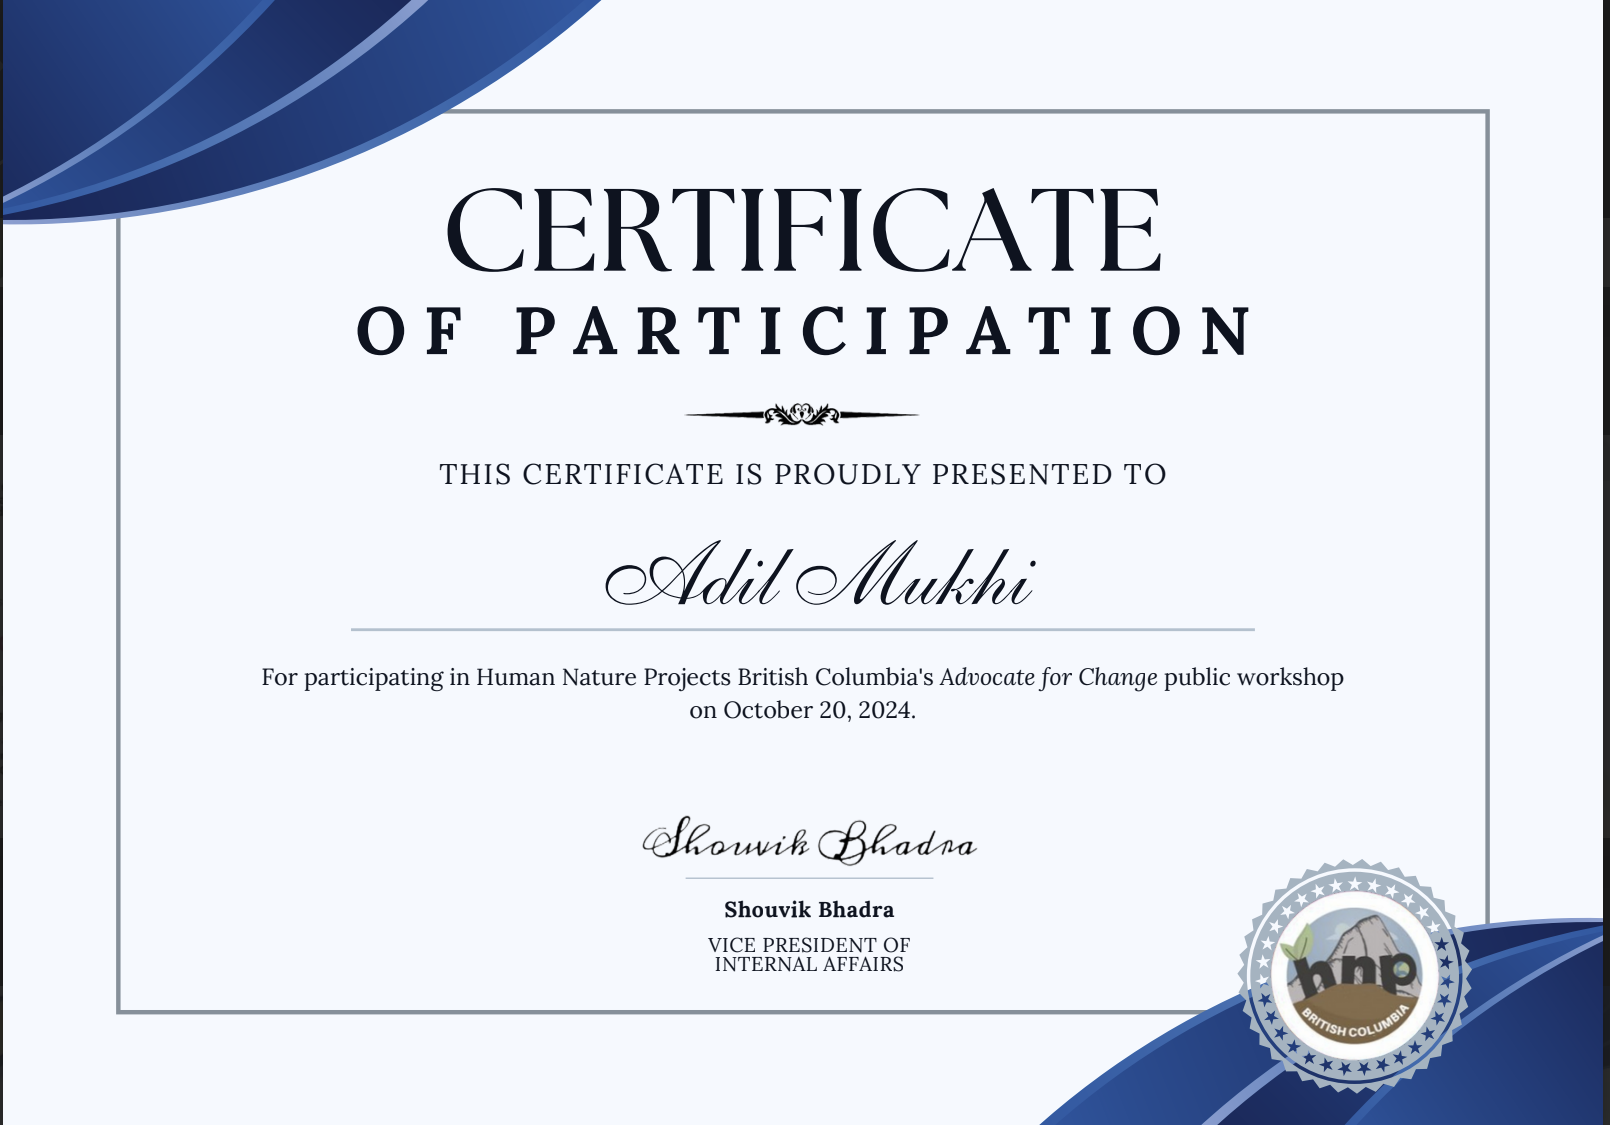 CERTIFICATE
OF PARTICIPATION
THIS CERTIFICATE IS PROUDLY PRESENTED TO
Adil Mukhi
For participating in Human Nature Projects British Columbia's Advocate for Change public workshop
on October 20, 2024.
Shouvik Bhadra
Shouvik Bhadra
VICE PRESIDENT OF
INTERNAL AFFAIRS
hnp
BRITISH COLUMBIA